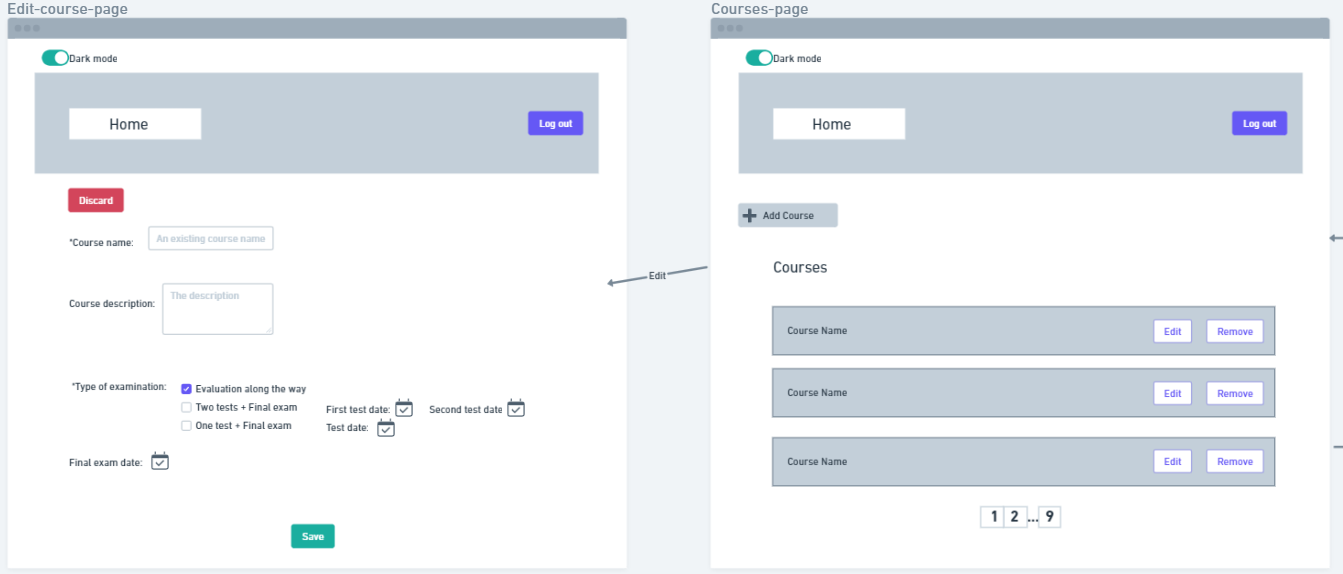 Edit-course-page
Dark mode
Home
Log out
Discard
*Course name:
An existing course name
Course description:
The description
*Type of examination:
Evaluation along the way
Two tests + Final exam
First test date:
Second test date
One test + Final exam
Test date:
Final exam date:
Save
Edit
Courses-page
Dark mode
Home
Log out
Add Course
Courses
Course Name
Edit
Remove
Course Name
Edit
Remove
Course Name
Edit
Remove
1 2 ... 9